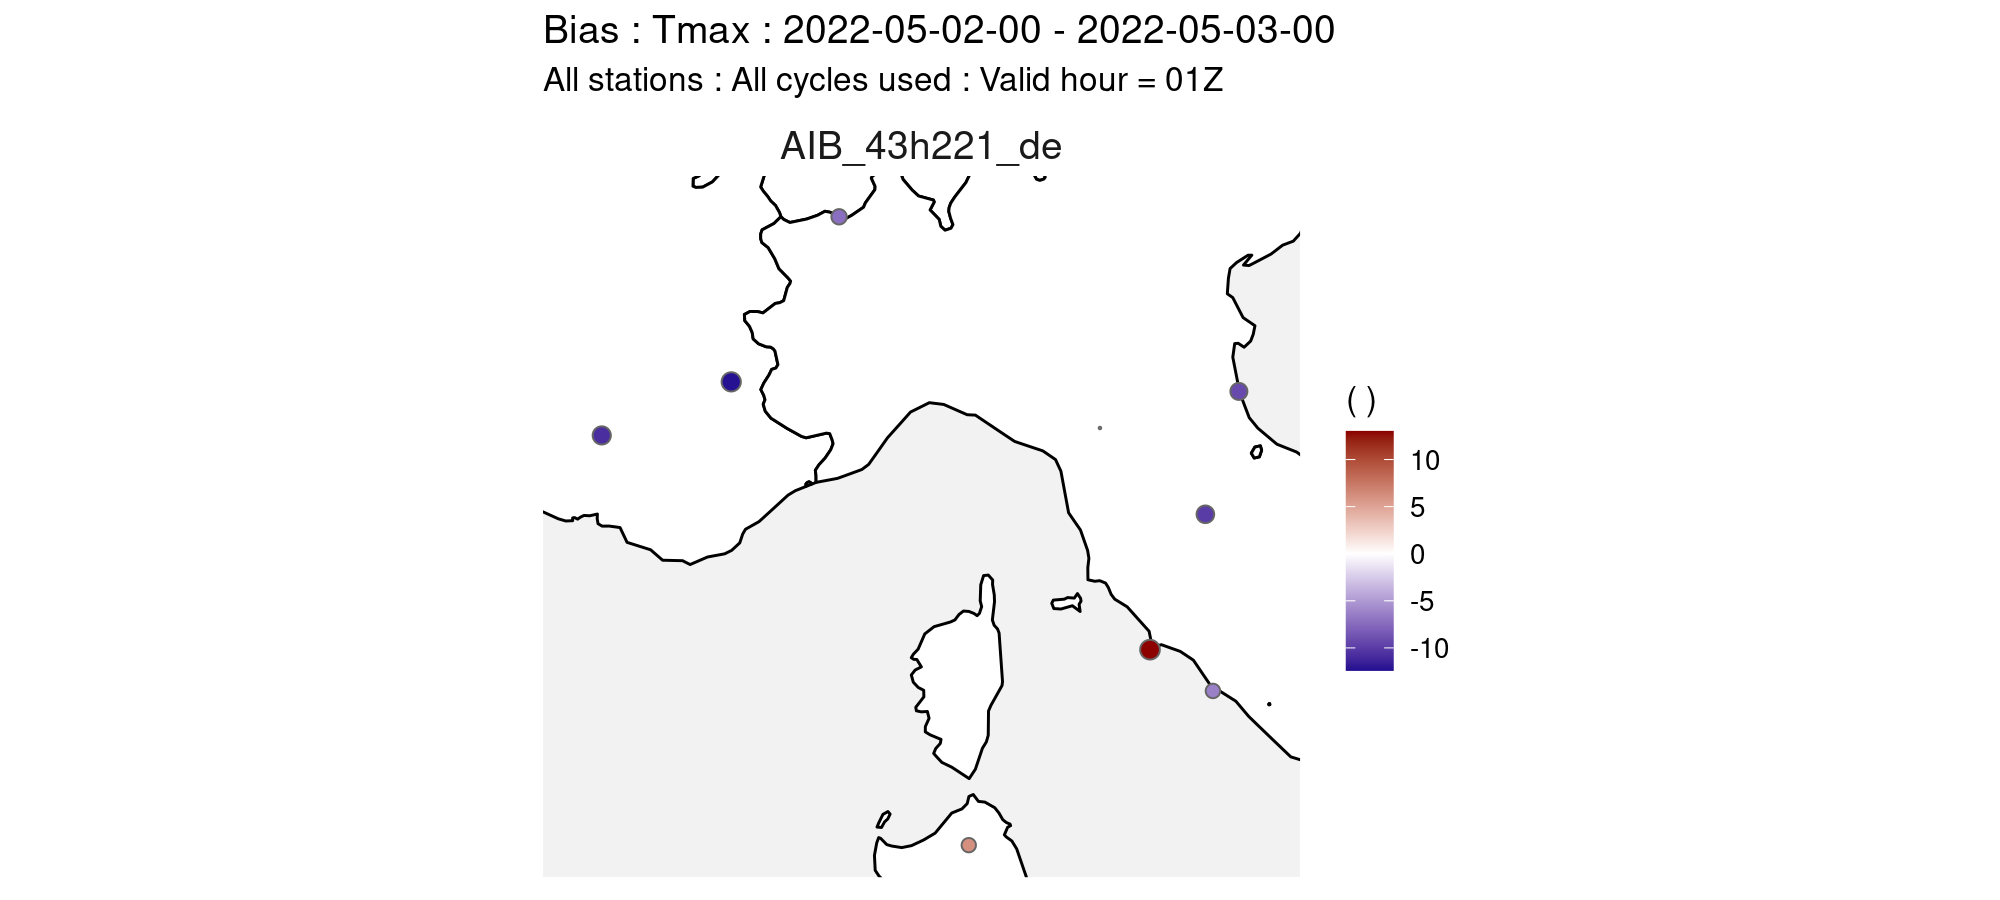 Bias : Tmax : 2022-05-02-00 - 2022-05-03-00
All stations : All cycles used : Valid hour = 01Z
AIB_43h221_de
( )
10
5
0
-5
-10